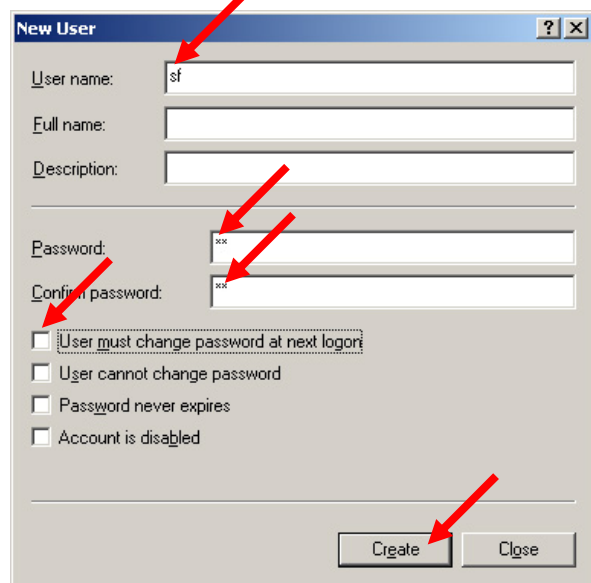 New User
User name: sf
Full name:
Description:
Password: **
Confirm password: **
User must change password at next logon
User cannot change password
Password never expires
Account is disabled
Create Close